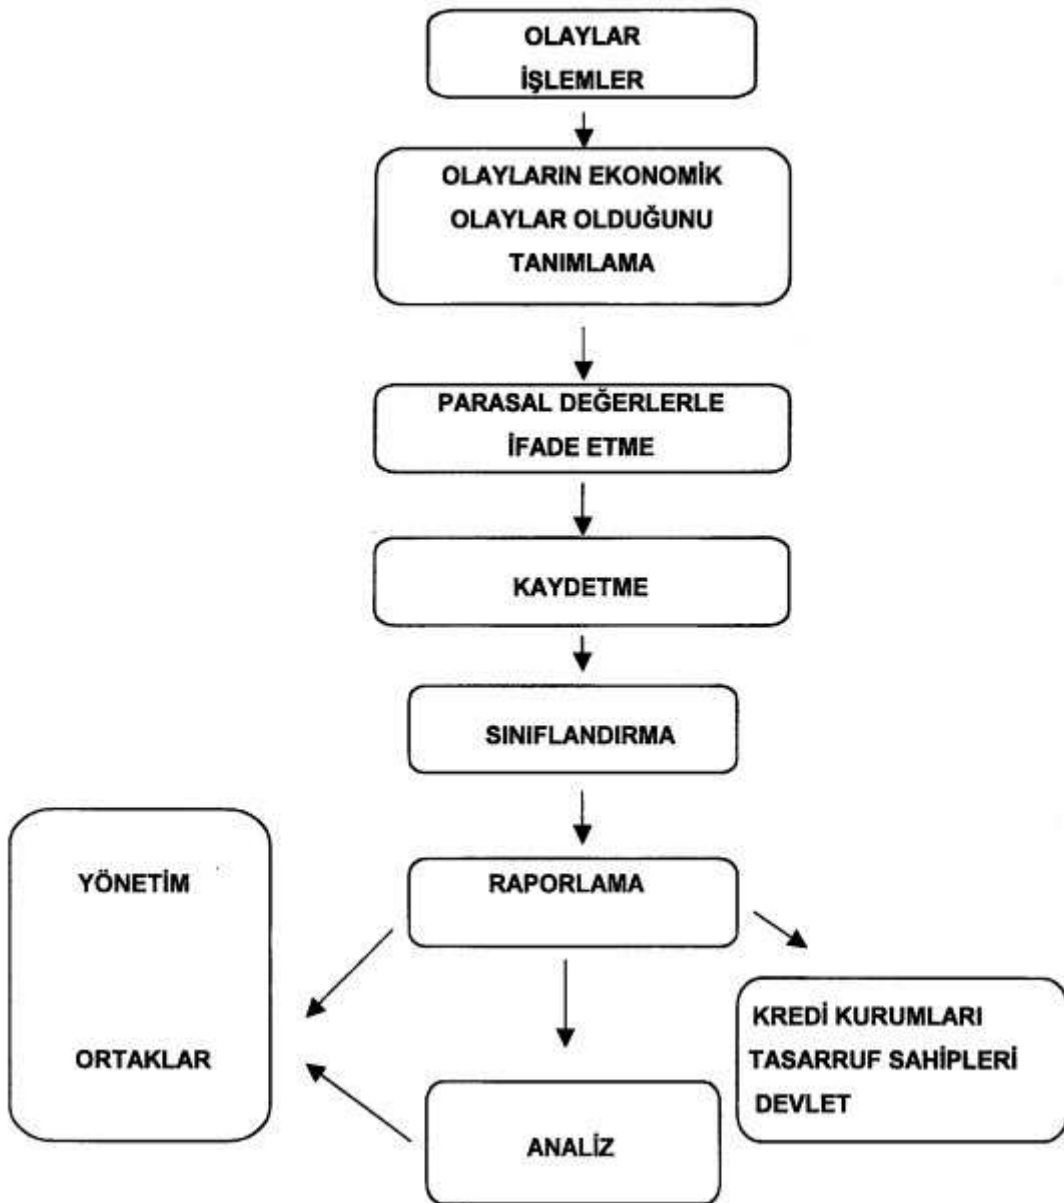 OLAYLAR
İŞLEMLER
OLAYLARIN EKONOMİK
OLAYLAR OLDUĞUNU
TANIMLAMA
PARASAL DEĞERLERLE
İFADE ETME
KAYDETME
SINIFLANDIRMA
YÖNETİM
ORTAKLAR
RAPORLAMA
KREDİ KURUMLARI
TASARRUF SAHİPLERİ
DEVLET
ANALİZ